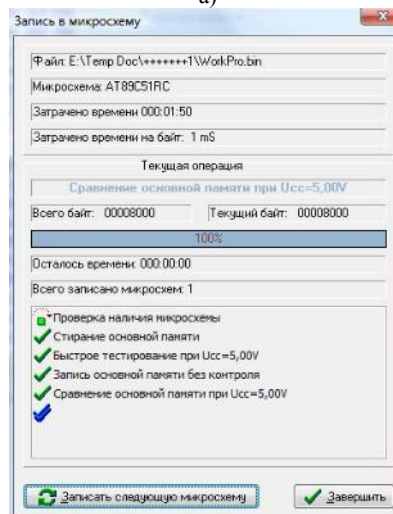 а)
Запись в микросхему
Файл: E:\Temp Doc\+++++++1\WorkPro.bin
Микросхема: AT89C51RC
Затрачено времени 000:01:50
Затрачено времени на байт: 1 mS
Текущая операция
Сравнение основной памяти при Ucc=5,00V
Всего байт: 00008000 Текущий байт: 00008000
100%
Осталось времени: 000:00:00
Всего записано микросхем: 1
Проверка наличия микросхемы
Стирание основной памяти
Быстрое тестирование при Ucc=5,00V
Запись основной памяти без контроля
Сравнение основной памяти при Ucc=5,00V
Записать следующую микросхему Завершить